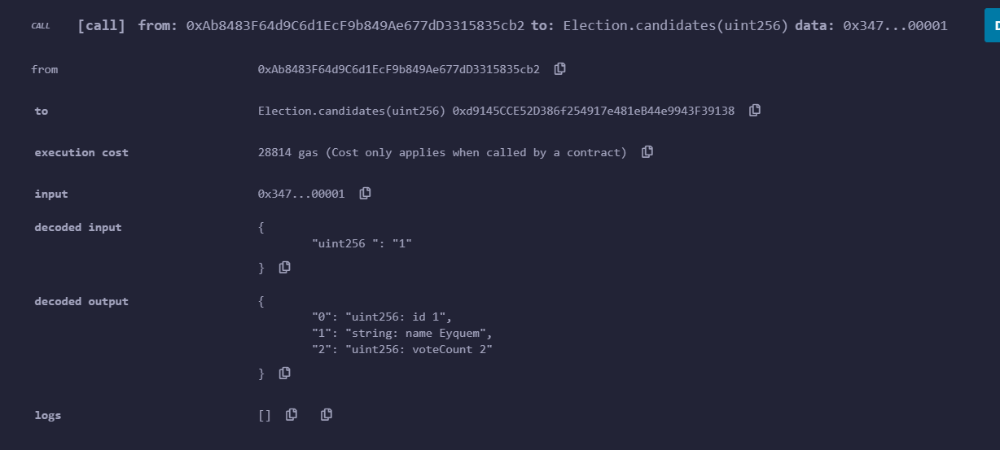 CALL [call] from: 0xAb8483F64d9C6d1EcF9b849Ae677dD3315835cb2 to: Election.candidates(uint256) data: 0x347...00001 D
from 0xAb8483F64d9C6d1EcF9b849Ae677dD3315835cb2
to Election.candidates(uint256) 0xd9145CCE52D386f254917e481eB44e9943F39138
execution cost 28814 gas (Cost only applies when called by a contract)
input 0x347...00001
decoded input {
"uint256 ": "1"
}
decoded output {
"0": "uint256: id 1",
"1": "string: name Eyquem",
"2": "uint256: voteCount 2"
}
logs []